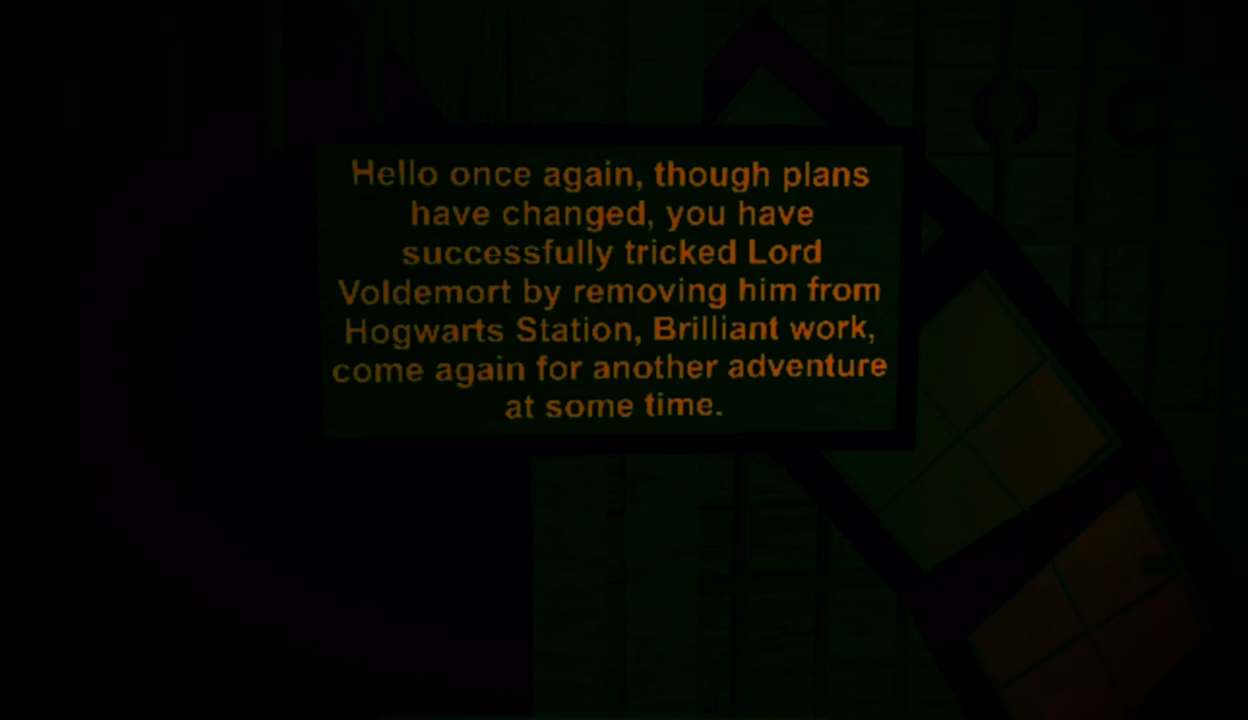 Hello once again, though plans
have changed, you have
successfully tricked Lord
Voldemort by removing him from
Hogwarts Station, Brilliant work,
come again for another adventure
at some time.